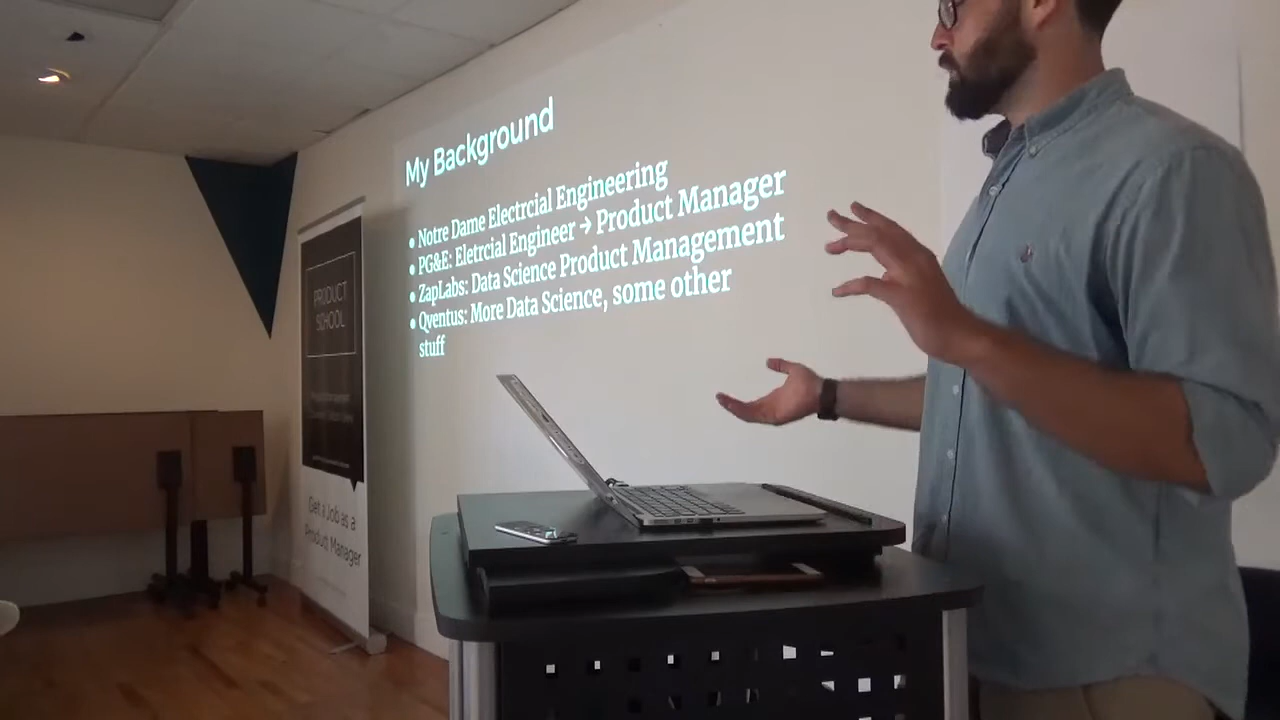 My Background
• Notre Dame Electrcial Engineering
• PG&E: Eletrcial Engineer → Product Manager
• ZapLabs: Data Science Product Management
• Qventus: More Data Science, some other
stuff
PRODUCT
SCHOOL
Get a Job as a
Product Manager